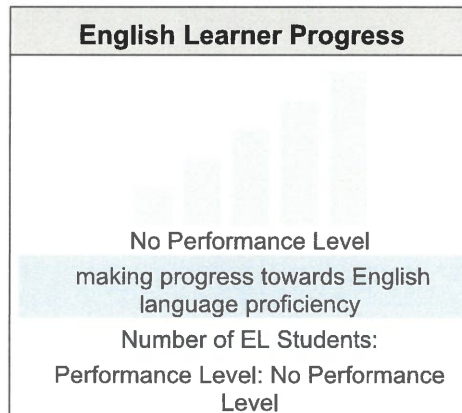 English Learner Progress
No Performance Level
making progress towards English
language proficiency
Number of EL Students:
Performance Level: No Performance
Level